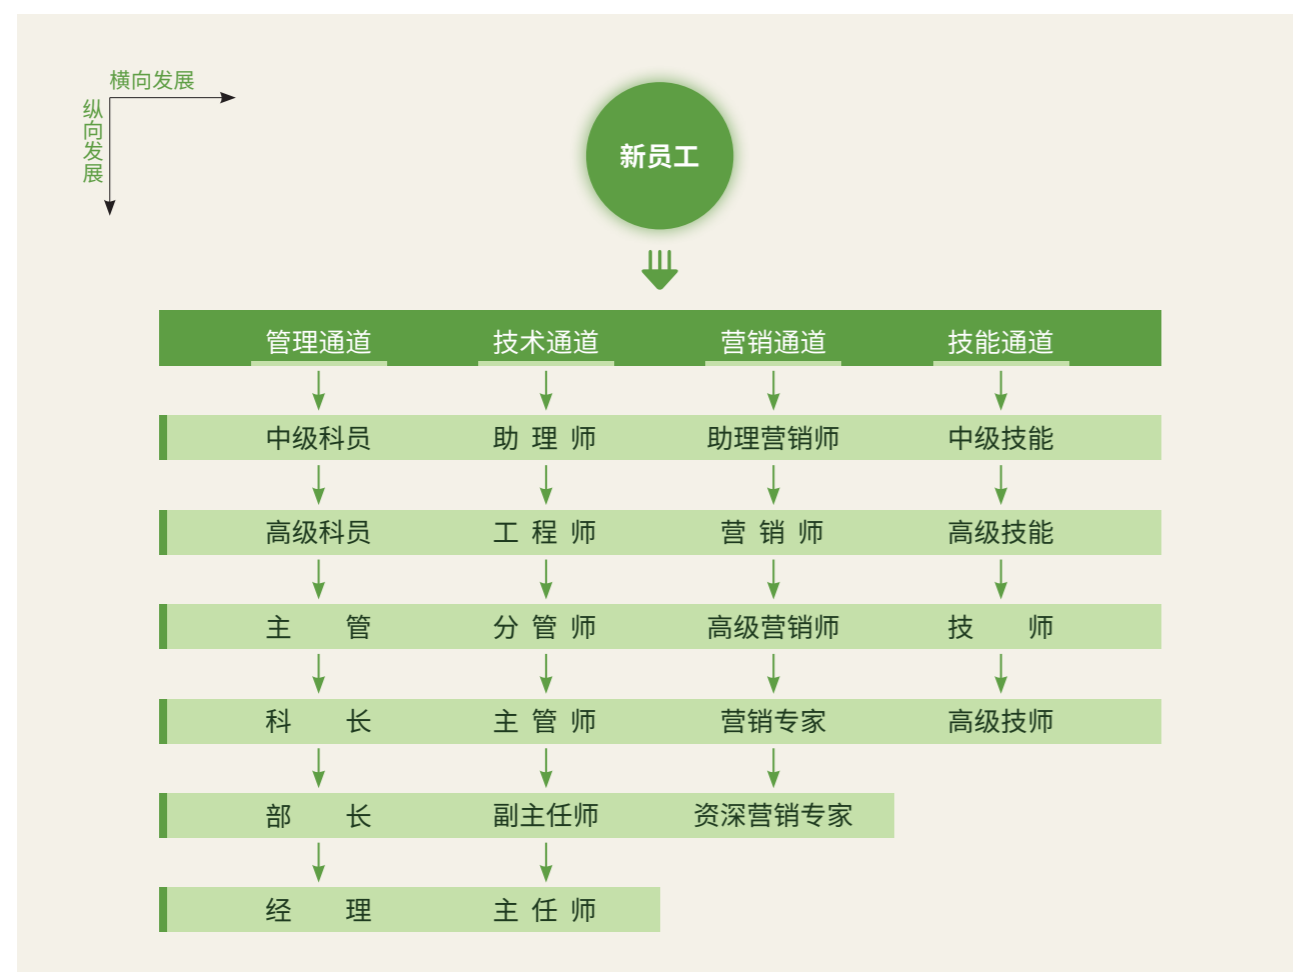 横向发展
纵向发展
新员工
管理通道 技术通道 营销通道 技能通道
中级科员 助理师 助理营销师 中级技能
高级科员 工程师 营销师 高级技能
主管 分管师 高级营销师 技师
科长 主管师 营销专家 高级技师
部长 副主任师 资深营销专家
经理 主任师